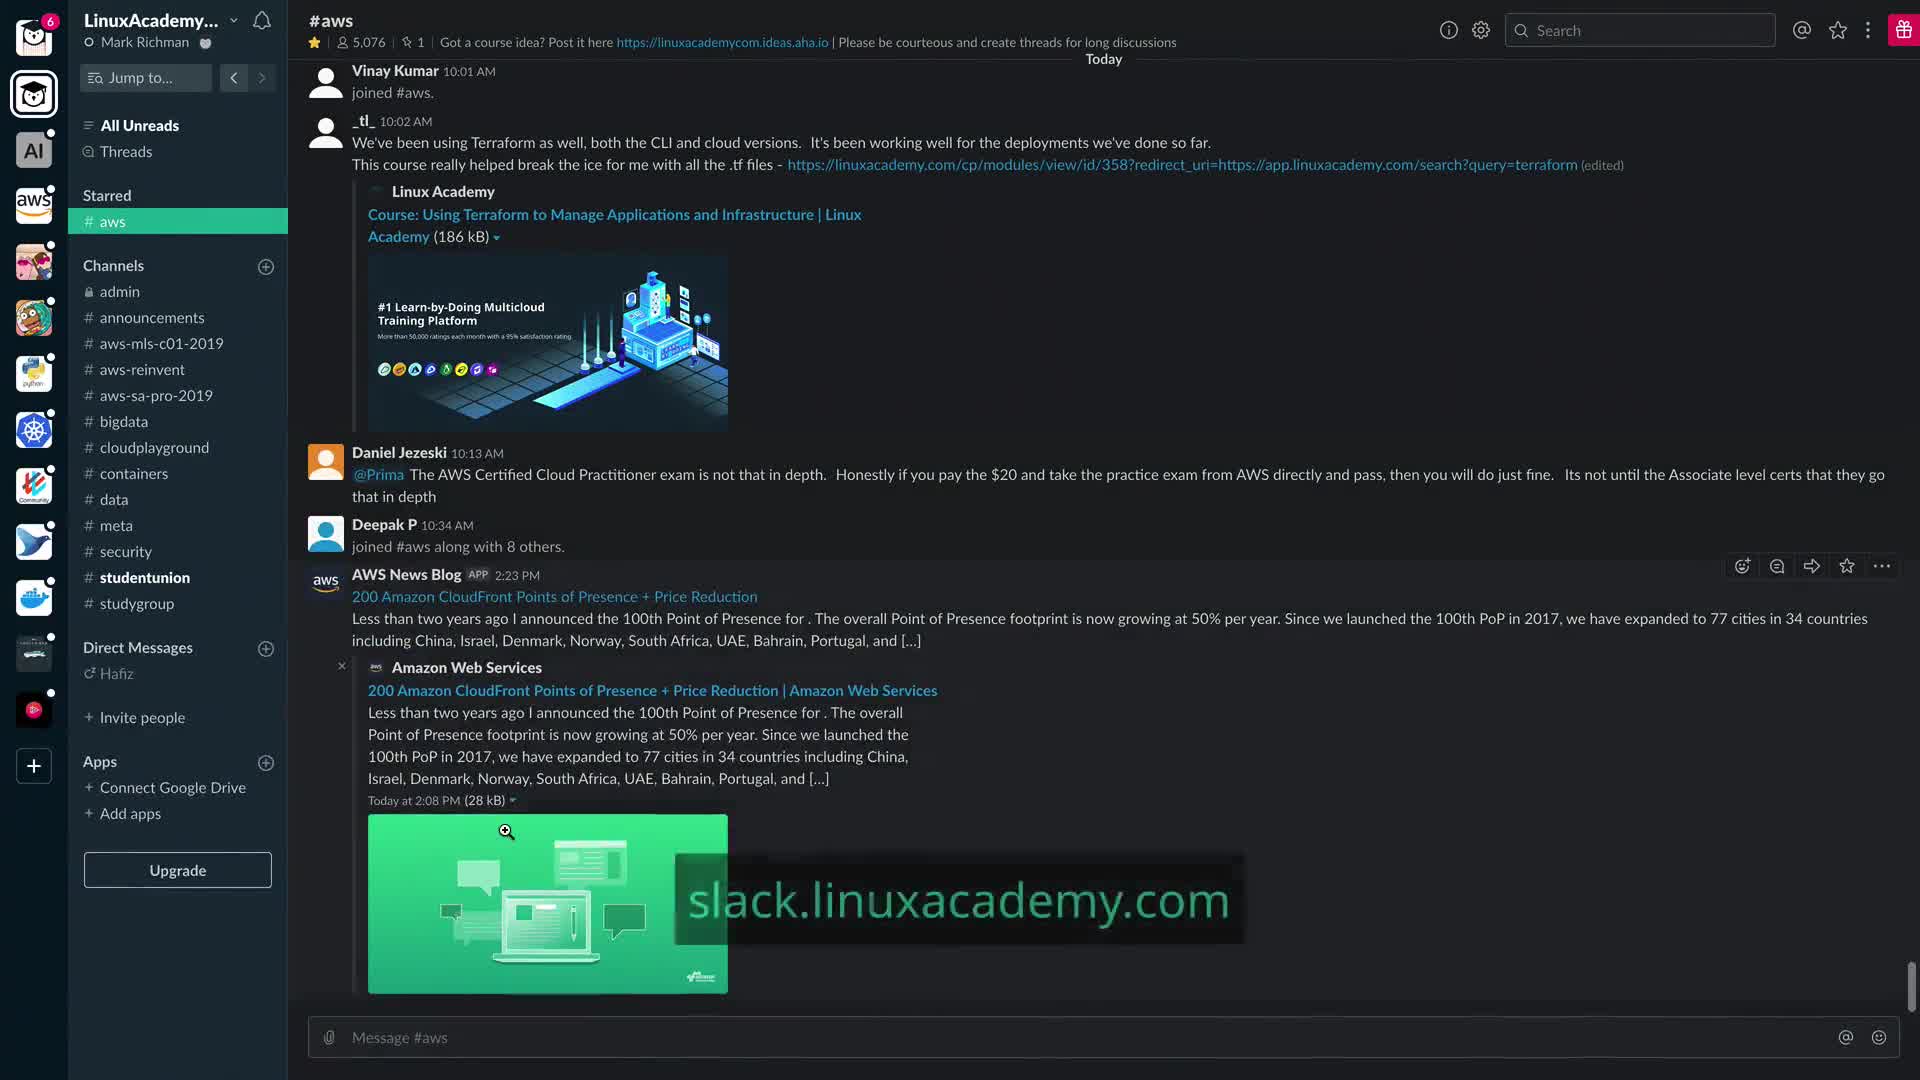 6
LinuxAcademy...
Mark Richman
Jump to...
All Unreads
Threads
Starred
# aws
Channels
admin
# announcements
# aws-mls-c01-2019
# aws-reinvent
# aws-sa-pro-2019
# bigdata
# cloudplayground
# containers
# data
# meta
# security
# studentunion
# studygroup
Direct Messages
Hafiz
+ Invite people
Apps
+ Connect Google Drive
+ Add apps
Upgrade
AI
aws
python
Community
#aws
5,076 | 1 | Got a course idea? Post it here https://linuxacademycom.ideas.aha.io | Please be courteous and create threads for long discussions
Search
Today
Vinay Kumar 10:01 AM
joined #aws.
_tl_ 10:02 AM
We've been using Terraform as well, both the CLI and cloud versions. It's been working well for the deployments we've done so far.
This course really helped break the ice for me with all the .tf files - https://linuxacademy.com/cp/modules/view/id/358?redirect_uri=https://app.linuxacademy.com/search?query=terraform (edited)
Linux Academy
Course: Using Terraform to Manage Applications and Infrastructure | Linux
Academy (186 kB)
#1 Learn-by-Doing Multicloud
Training Platform
More than 50,000 ratings each month with a 95% satisfaction rating.
Daniel Jezeski 10:13 AM
@Prima The AWS Certified Cloud Practitioner exam is not that in depth. Honestly if you pay the $20 and take the practice exam from AWS directly and pass, then you will do just fine. Its not until the Associate level certs that they go
that in depth
Deepak P 10:34 AM
joined #aws along with 8 others.
aws
AWS News Blog APP 2:23 PM
200 Amazon CloudFront Points of Presence + Price Reduction
Less than two years ago I announced the 100th Point of Presence for . The overall Point of Presence footprint is now growing at 50% per year. Since we launched the 100th PoP in 2017, we have expanded to 77 cities in 34 countries
including China, Israel, Denmark, Norway, South Africa, UAE, Bahrain, Portugal, and [...]
aws Amazon Web Services
200 Amazon CloudFront Points of Presence + Price Reduction | Amazon Web Services
Less than two years ago I announced the 100th Point of Presence for . The overall
Point of Presence footprint is now growing at 50% per year. Since we launched the
100th PoP in 2017, we have expanded to 77 cities in 34 countries including China,
Israel, Denmark, Norway, South Africa, UAE, Bahrain, Portugal, and [...]
Today at 2:08 PM (28 kB)
slack.linuxacademy.com
Message #aws